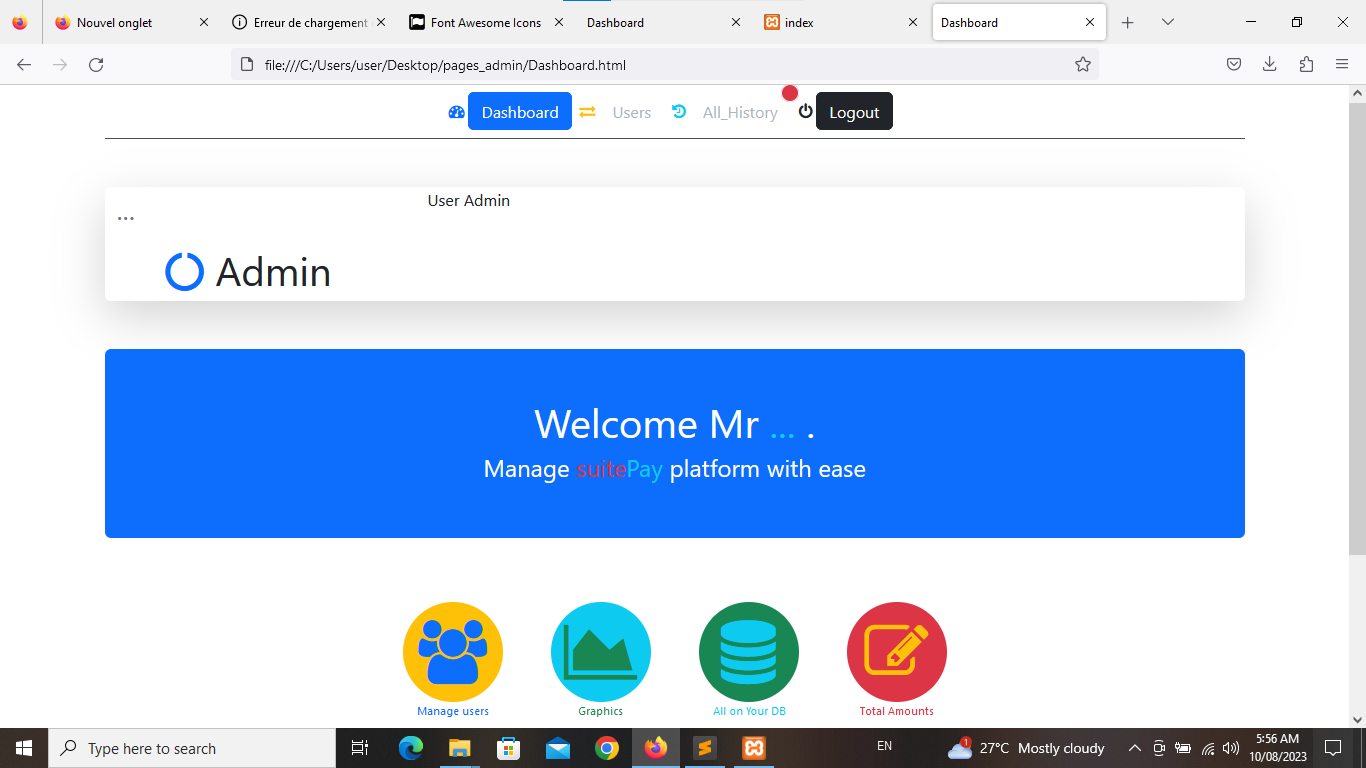 Nouvel onglet
Erreur de chargement
Font Awesome Icons
Dashboard
index
Dashboard
file:///C:/Users/user/Desktop/pages_admin/Dashboard.html
Dashboard Users All_History Logout
User Admin
...
Admin
Welcome Mr ... .
Manage suitePay platform with ease
Manage users
Graphics
All on Your DB
Total Amounts
Type here to search
EN
1
27°C Mostly cloudy
5:56 AM
10/08/2023